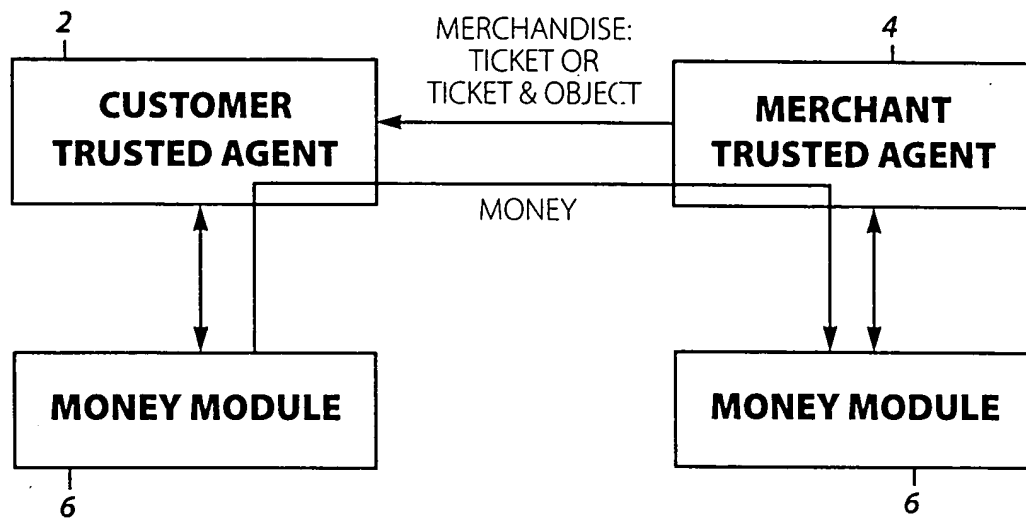 2
MERCHANDISE:
TICKET OR
TICKET & OBJECT
4
CUSTOMER
TRUSTED AGENT
MERCHANT
TRUSTED AGENT
MONEY
MONEY MODULE
MONEY MODULE
6
6